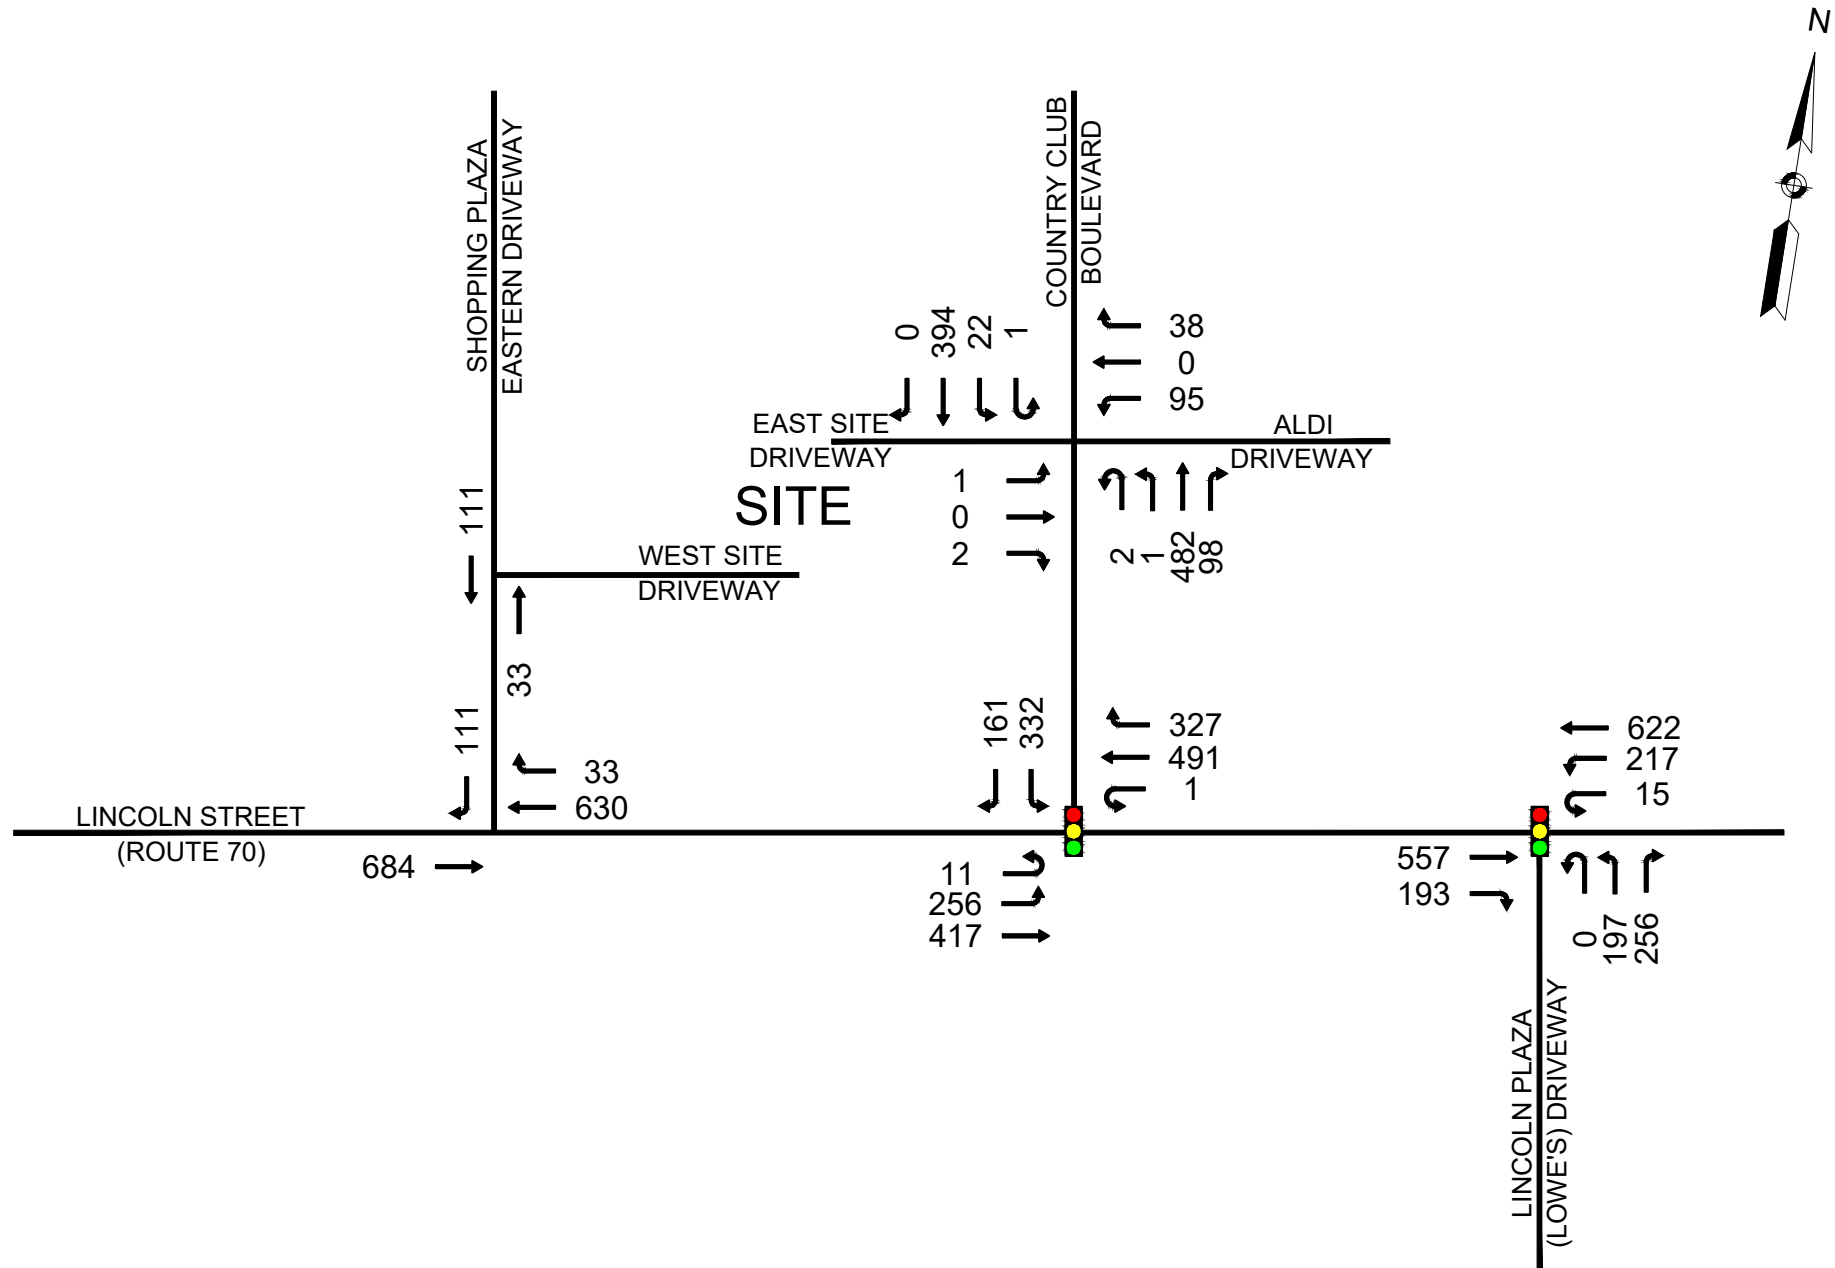 N
SHOPPING PLAZA
EASTERN DRIVEWAY
COUNTRY CLUB
BOULEVARD
0
394
22
1
38
0
95
EAST SITE
DRIVEWAY
ALDI
DRIVEWAY
SITE
1
0
2
2
1
482
98
111
WEST SITE
DRIVEWAY
33
111
33
630
161
332
327
491
1
622
217
15
LINCOLN STREET
(ROUTE 70)
684
11
256
417
557
193
0
197
256
LINCOLN PLAZA
(LOWE'S) DRIVEWAY